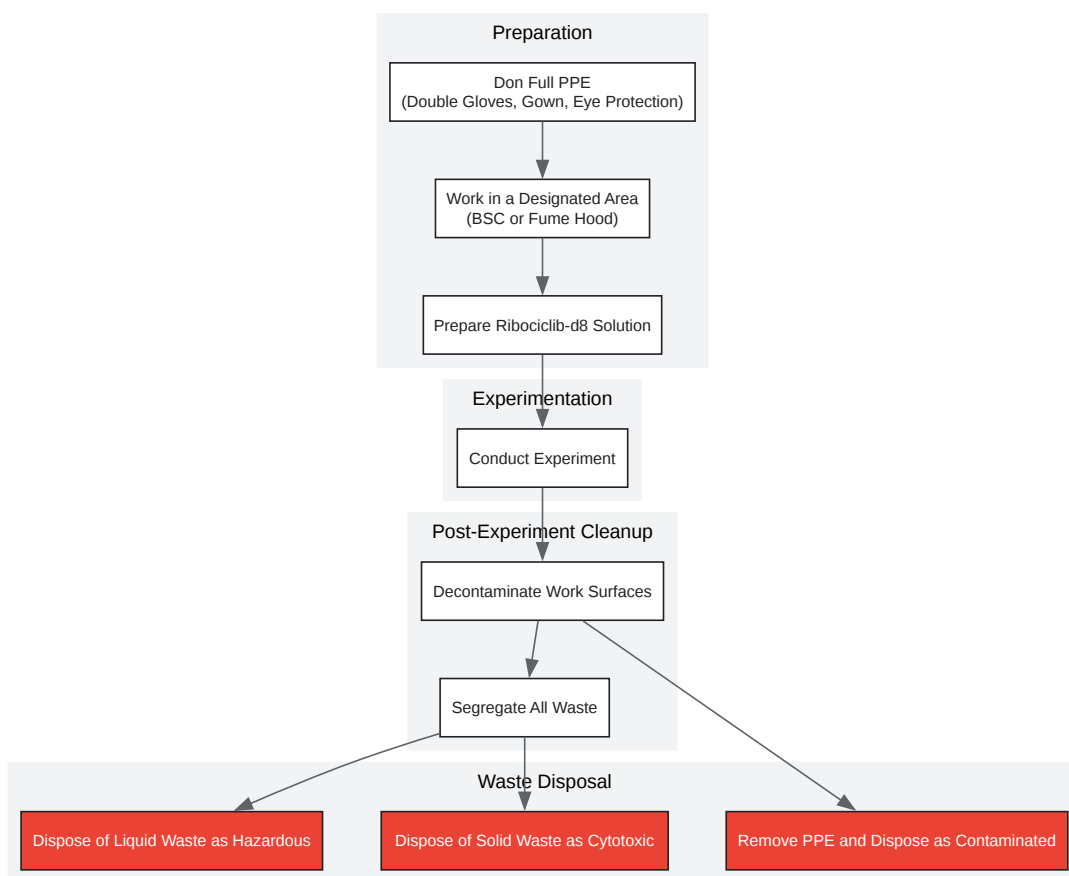 Preparation
Don Full PPE
(Double Gloves, Gown, Eye Protection)
Work in a Designated Area
(BSC or Fume Hood)
Prepare Ribociclib-d8 Solution
Experimentation
Conduct Experiment
Post-Experiment Cleanup
Decontaminate Work Surfaces
Segregate All Waste
Waste Disposal
Dispose of Liquid Waste as Hazardous
Dispose of Solid Waste as Cytotoxic
Remove PPE and Dispose as Contaminated